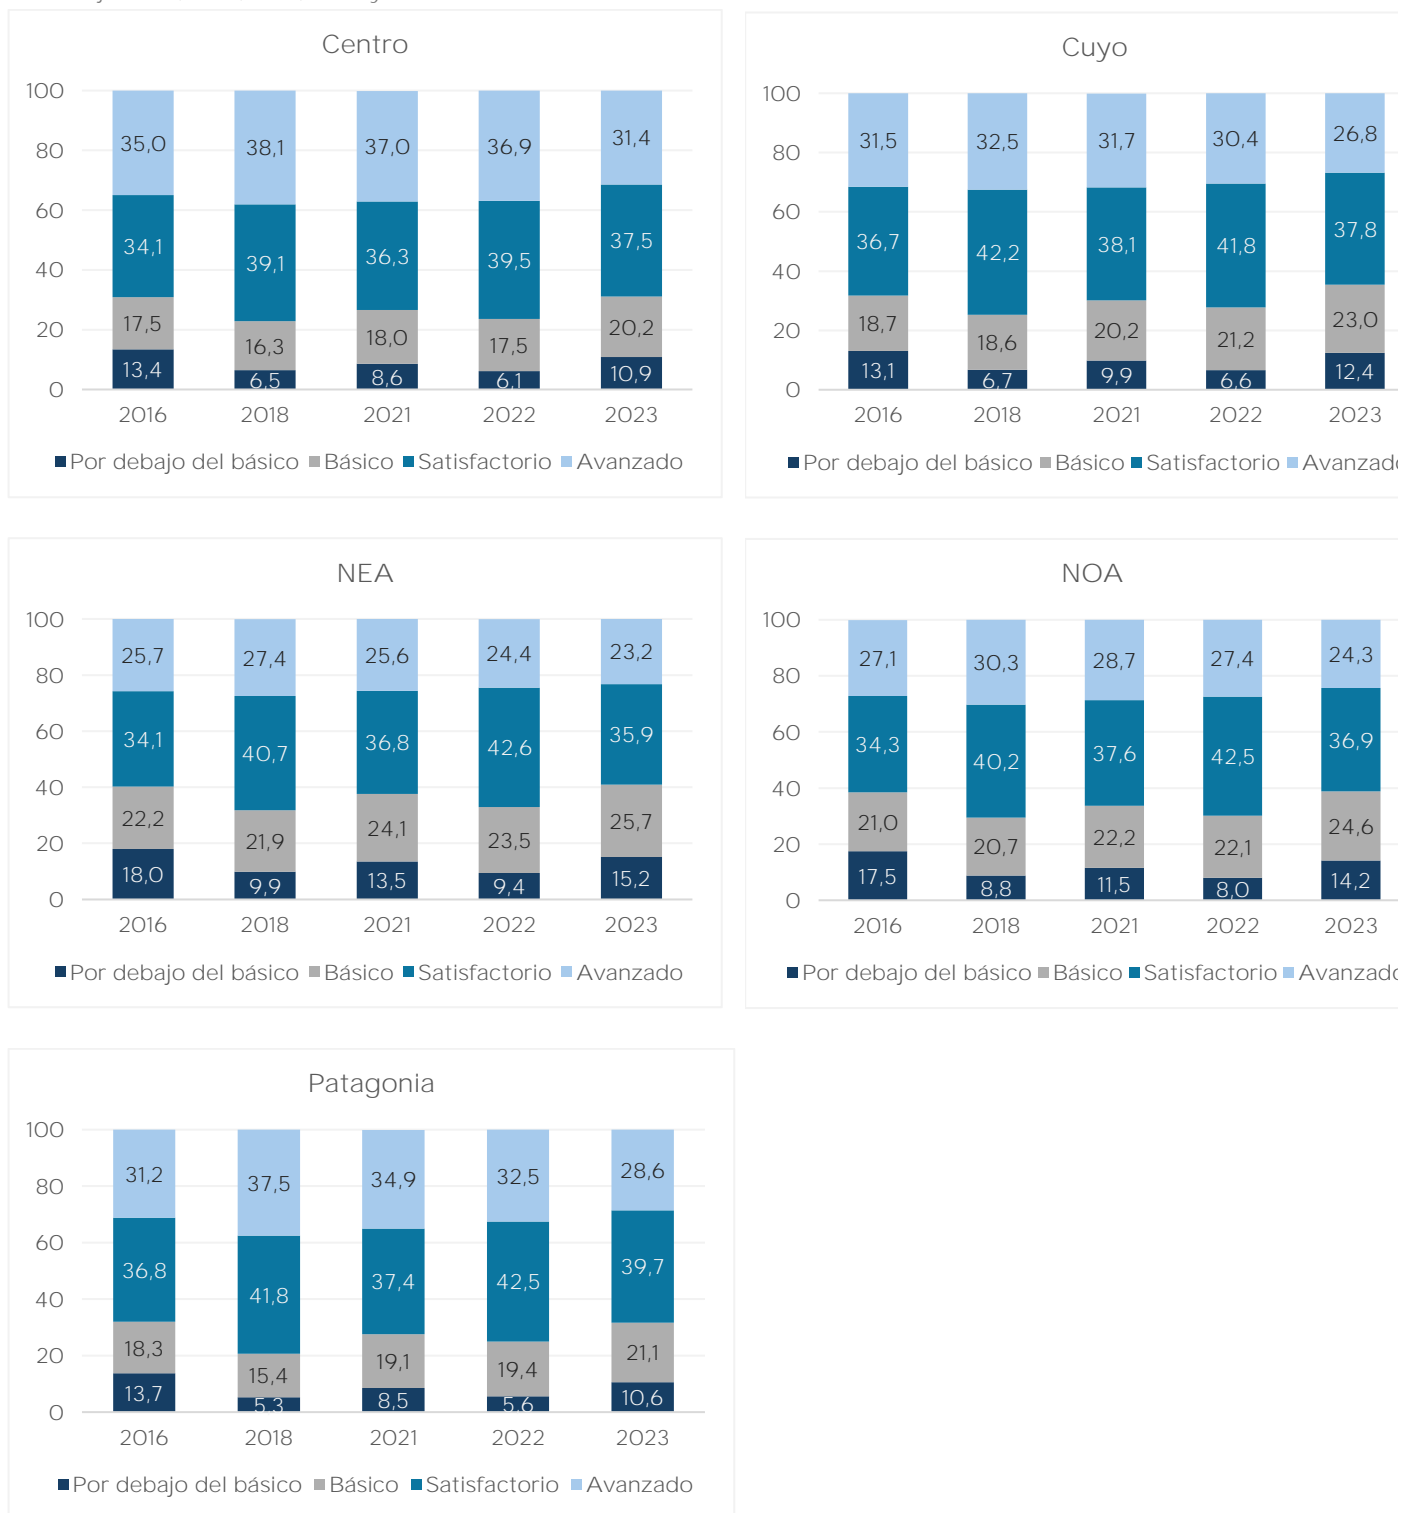 Centro
100
80
60
40
20
0
35,0 38,1 37,0 36,9 31,4
34,1 39,1 36,3 39,5 37,5
17,5 16,3 18,0 17,5 20,2
13,4 6,5 8,6 6,1 10,9
2016 2018 2021 2022 2023
Por debajo del básico Básico Satisfactorio Avanzado
Cuyo
100
80
60
40
20
0
31,5 32,5 31,7 30,4 26,8
36,7 42,2 38,1 41,8 37,8
18,7 18,6 20,2 21,2 23,0
13,1 6,7 9,9 6,6 12,4
2016 2018 2021 2022 2023
Por debajo del básico Básico Satisfactorio Avanzado
NEA
100
80
60
40
20
0
25,7 27,4 25,6 24,4 23,2
34,1 40,7 36,8 42,6 35,9
22,2 21,9 24,1 23,5 25,7
18,0 9,9 13,5 9,4 15,2
2016 2018 2021 2022 2023
Por debajo del básico Básico Satisfactorio Avanzado
NOA
100
80
60
40
20
0
27,1 30,3 28,7 27,4 24,3
34,3 40,2 37,6 42,5 36,9
21,0 20,7 22,2 22,1 24,6
17,5 8,8 11,5 8,0 14,2
2016 2018 2021 2022 2023
Por debajo del básico Básico Satisfactorio Avanzado
Patagonia
100
80
60
40
20
0
31,2 37,5 34,9 32,5 28,6
36,8 41,8 37,4 42,5 39,7
18,3 15,4 19,1 19,4 21,1
13,7 5,3 8,5 5,6 10,6
2016 2018 2021 2022 2023
Por debajo del básico Básico Satisfactorio Avanzado